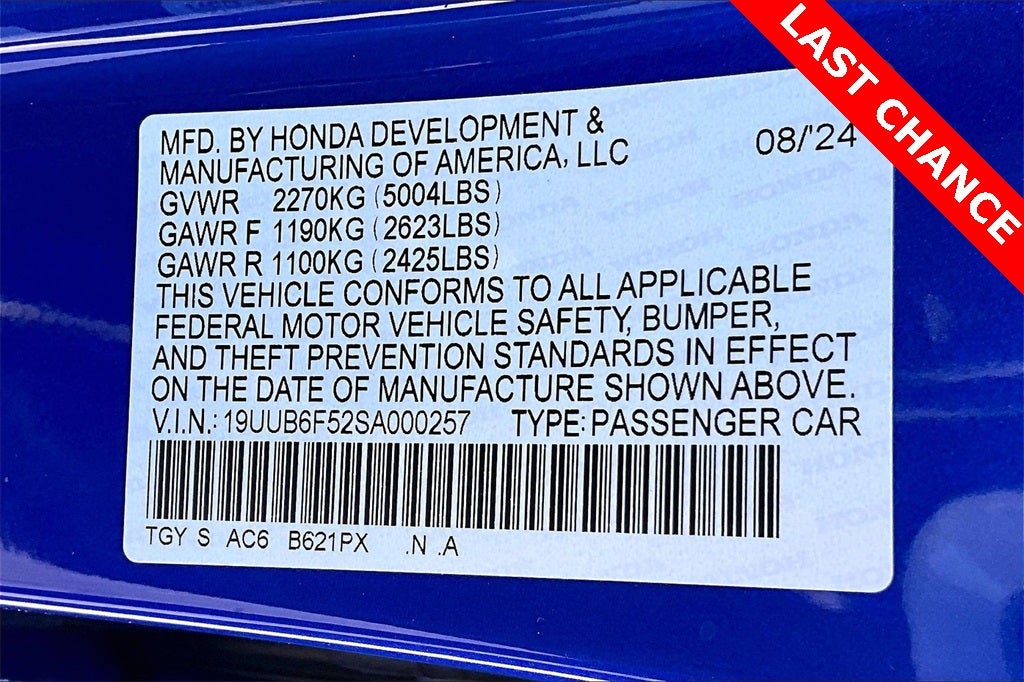 LAST CHANCE
MFD. BY HONDA DEVELOPMENT &
MANUFACTURING OF AMERICA, LLC
08/'24
GVWR 2270KG (5004LBS)
GAWR F 1190KG (2623LBS)
GAWR R 1100KG (2425LBS)
THIS VEHICLE CONFORMS TO ALL APPLICABLE
FEDERAL MOTOR VEHICLE SAFETY, BUMPER,
AND THEFT PREVENTION STANDARDS IN EFFECT
ON THE DATE OF MANUFACTURE SHOWN ABOVE.
V.I.N.: 19UUB6F52SA000257 TYPE: PASSENGER CAR
TGY S AC6 B621PX .N .A